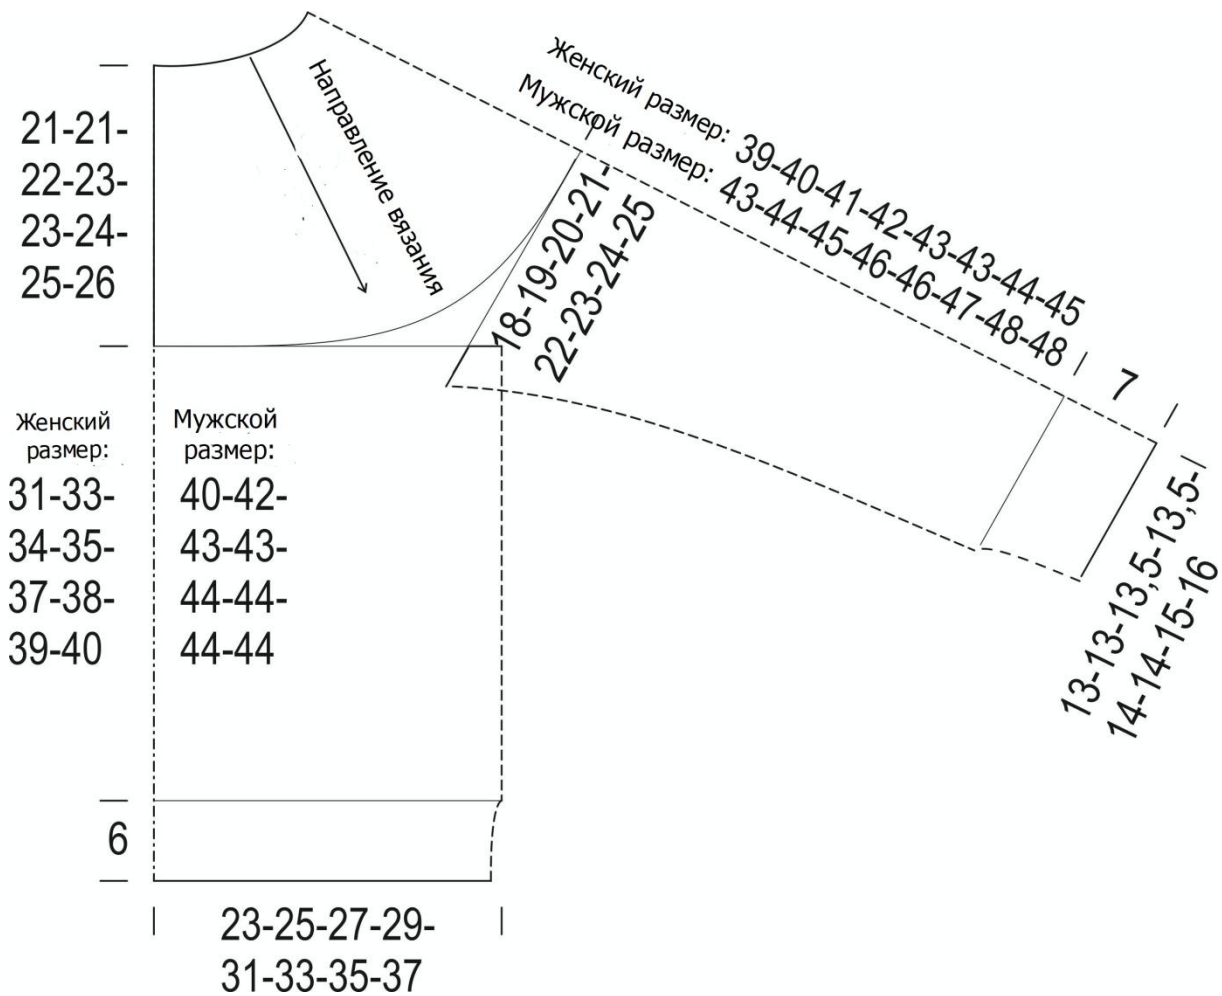 Направление вязания
21-21-
22-23-
23-24-
25-26
Женский размер: 39-40-41-42-43-43-44-45
Мужской размер: 43-44-45-46-46-47-48-48
18-19-20-21-
22-23-24-25
7
13-13-13,5-13,5-
14-14-15-16
Женский
размер:
31-33-
34-35-
37-38-
39-40
Мужской
размер:
40-42-
43-43-
44-44-
44-44
6
23-25-27-29-
31-33-35-37